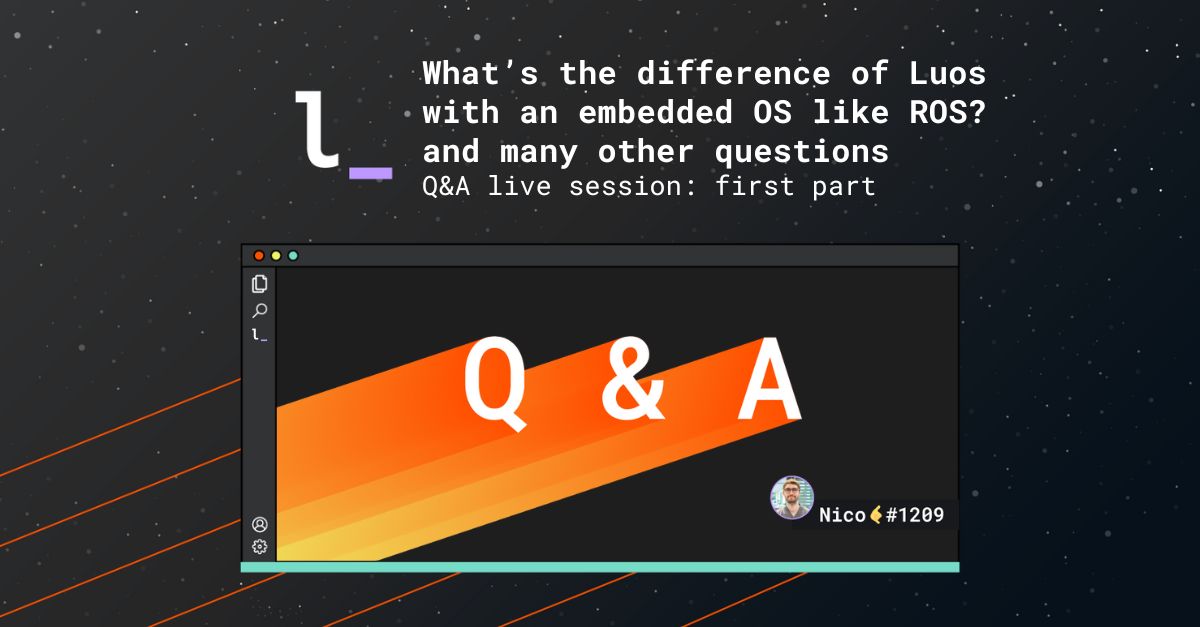 l_
What’s the difference of Luos
with an embedded OS like ROS?
and many other questions
Q&A live session: first part
l_
Q & A
Nico#1209